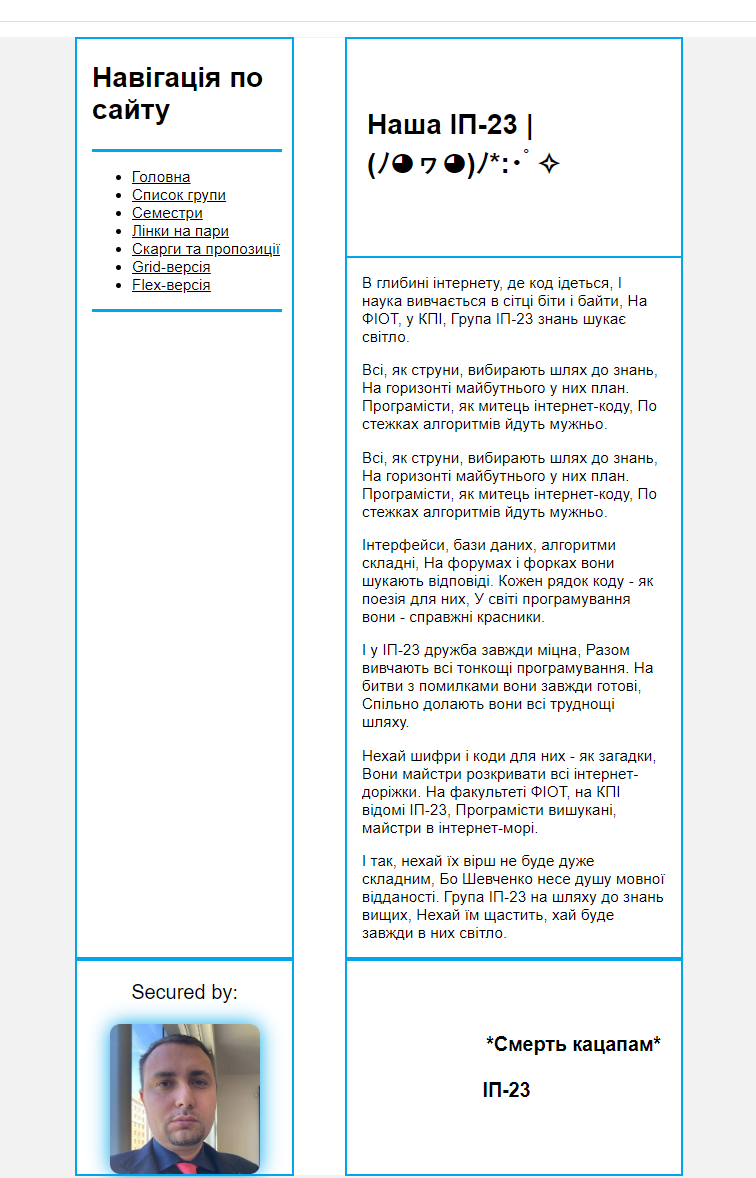 Навігація по
сайту
Головна
Список групи
Семестри
Лінки на пари
Скарги та пропозиції
Grid-версія
Flex-версія
Наша ІП-23 |
(ﾉ◕ヮ◕)ﾉ*:･ﾟ✧
В глибині інтернету, де код ідеться, І
наука вивчається в сітці біти і байти, На
ФІОТ, у КПІ, Група ІП-23 знань шукає
світло.
Всі, як струни, вибирають шлях до знань,
На горизонті майбутнього у них план.
Програмісти, як митець інтернет-коду, По
стежках алгоритмів йдуть мужньо.
Всі, як струни, вибирають шлях до знань,
На горизонті майбутнього у них план.
Програмісти, як митець інтернет-коду, По
стежках алгоритмів йдуть мужньо.
Інтерфейси, бази даних, алгоритми
складні, На форумах і форках вони
шукають відповіді. Кожен рядок коду - як
поезія для них, У світі програмування
вони - справжні красники.
І у ІП-23 дружба завжди міцна, Разом
вивчають всі тонкощі програмування. На
битви з помилками вони завжди готові,
Спільно долають вони всі труднощі
шляху.
Нехай шифри і коди для них - як загадки,
Вони майстри розкривати всі інтернет-
доріжки. На факультеті ФІОТ, на КПІ
відомі ІП-23, Програмісти вишукані,
майстри в інтернет-морі.
І так, нехай їх вірш не буде дуже
складним, Бо Шевченко несе душу мовної
відданості. Група ІП-23 на шляху до знань
вищих, Нехай їм щастить, хай буде
завжди в них світло.
Secured by:
*Смерть кацапам*
ІП-23